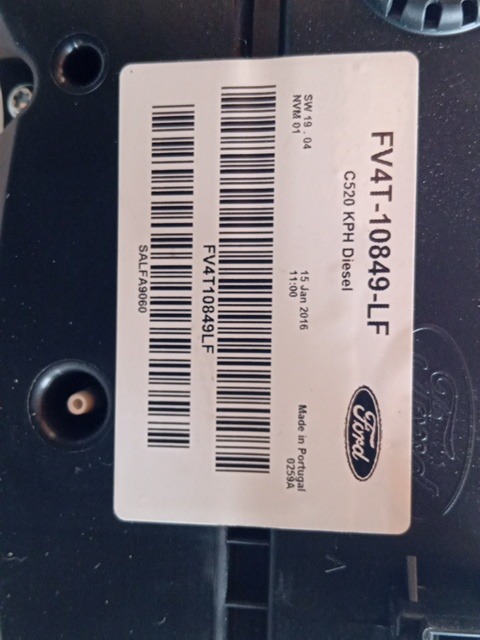 FV4T-10849-LF
C520 KPH Diesel
Ford
SW 19 . 04
NVM 01
15 Jan 2016
11:00
Made in Portugal
0259A
FV4T10849LF
SALFA9060